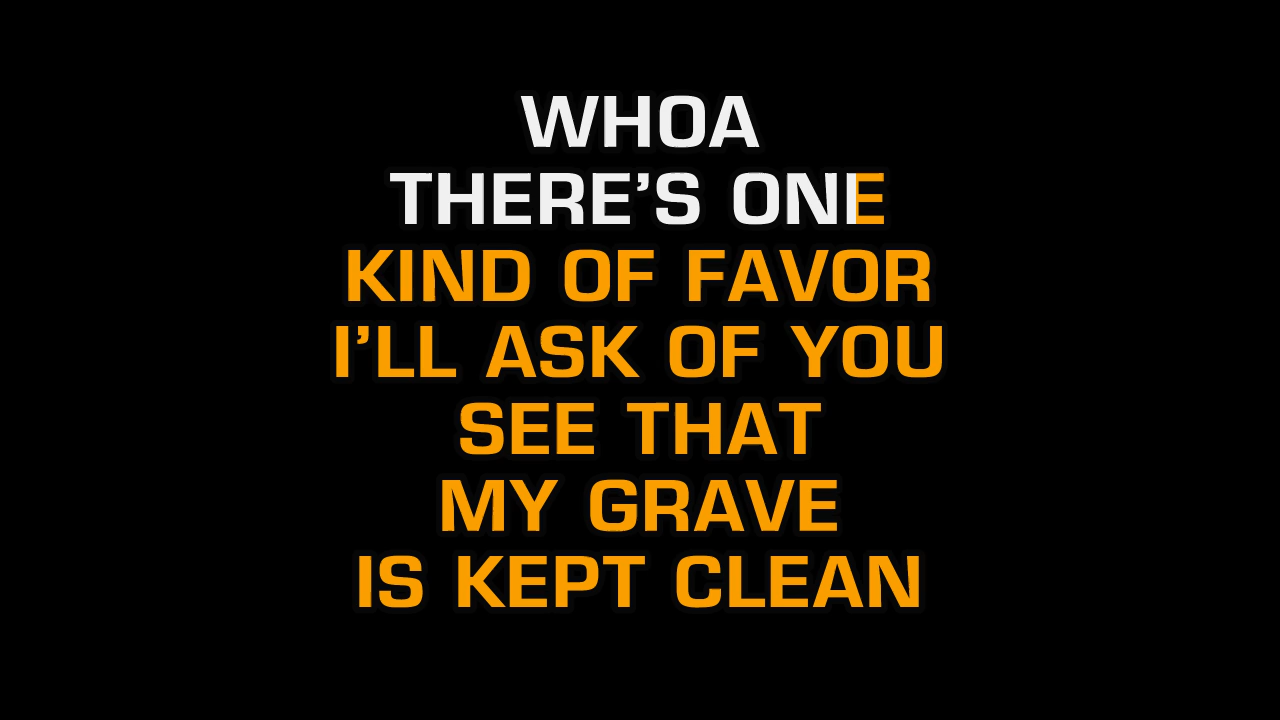 WHOA
THERE’S ONE
KIND OF FAVOR
I’LL ASK OF YOU
SEE THAT
MY GRAVE
IS KEPT CLEAN